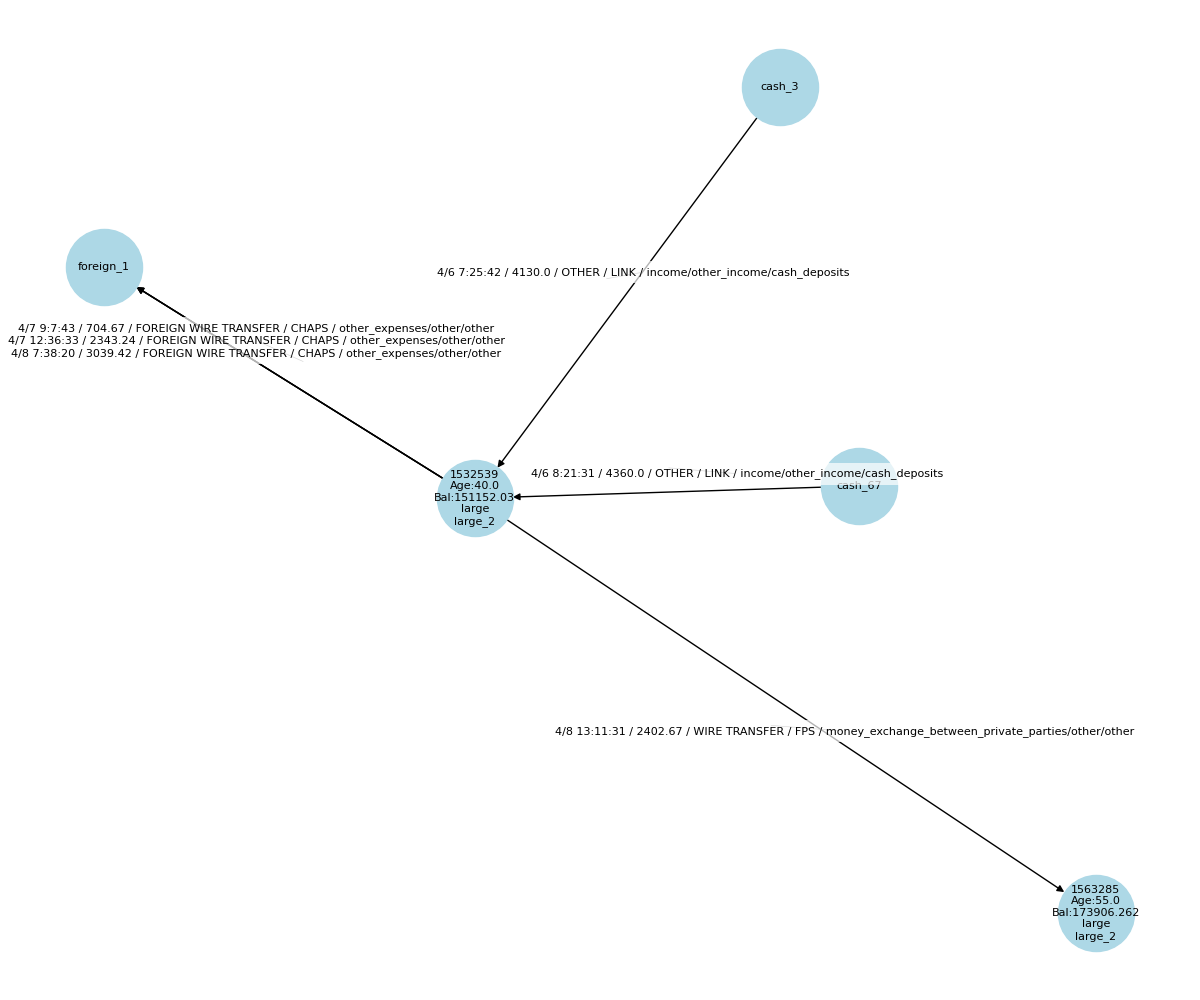 cash_3
foreign_1
4/6 7:25:42 / 4130.0 / OTHER / LINK / income/other_income/cash_deposits
4/7 9:7:43 / 704.67 / FOREIGN WIRE TRANSFER / CHAPS / other_expenses/other/other
4/7 12:36:33 / 2343.24 / FOREIGN WIRE TRANSFER / CHAPS / other_expenses/other/other
4/8 7:38:20 / 3039.42 / FOREIGN WIRE TRANSFER / CHAPS / other_expenses/other/other
4/6 8:21:31 / 4360.0 / OTHER / LINK / income/other_income/cash_deposits
cash_67
1532539
Age:40.0
Bal:151152.03
large
large_2
4/8 13:11:31 / 2402.67 / WIRE TRANSFER / FPS / money_exchange_between_private_parties/other/other
1563285
Age:55.0
Bal:173906.262
large
large_2